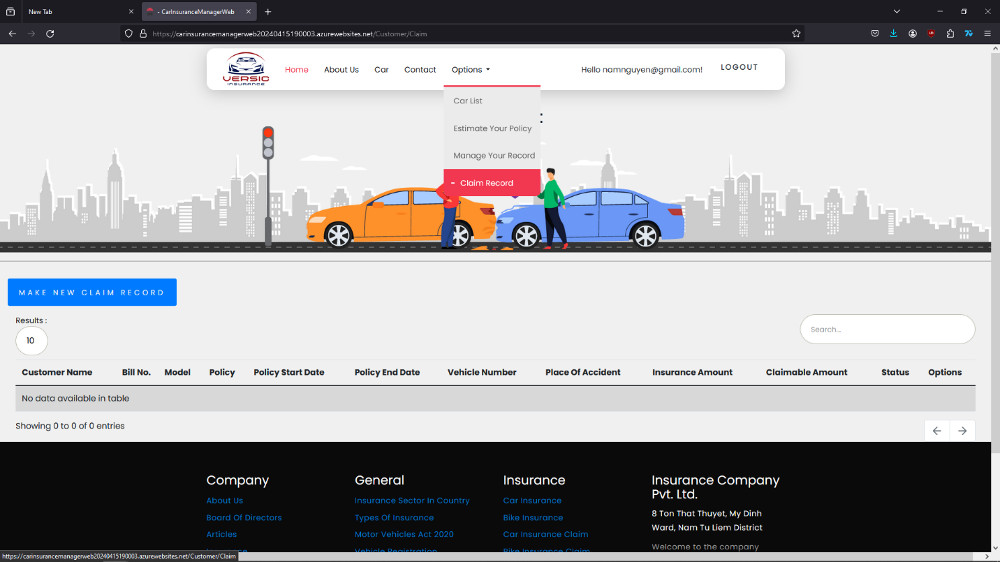 New Tab
- CarInsuranceManagerWeb
https://carinsurancemanagerweb20240415190003.azurewebsites.net/Customer/Claim
VERSIC
INSURANCE
Home
About Us
Car
Contact
Options
Hello namnguyen@gmail.com!
LOGOUT
Car List
Estimate Your Policy
Manage Your Record
Claim Record
MAKE NEW CLAIM RECORD
Results :
10
Search...
Customer Name Bill No. Model Policy Policy Start Date Policy End Date Vehicle Number Place Of Accident Insurance Amount Claimable Amount Status Options
No data available in table
Showing 0 to 0 of 0 entries
Company
About Us
Board Of Directors
Articles
General
Insurance Sector In Country
Types Of Insurance
Motor Vehicles Act 2020
Vehicle Registration
Insurance
Car Insurance
Bike Insurance
Car Insurance Claim
Bike Insurance Claim
Insurance Company
Pvt. Ltd.
8 Ton That Thuyet, My Dinh
Ward, Nam Tu Liem District
Welcome to the company
https://carinsurancemanagerweb20240415190003.azurewebsites.net/Customer/Claim